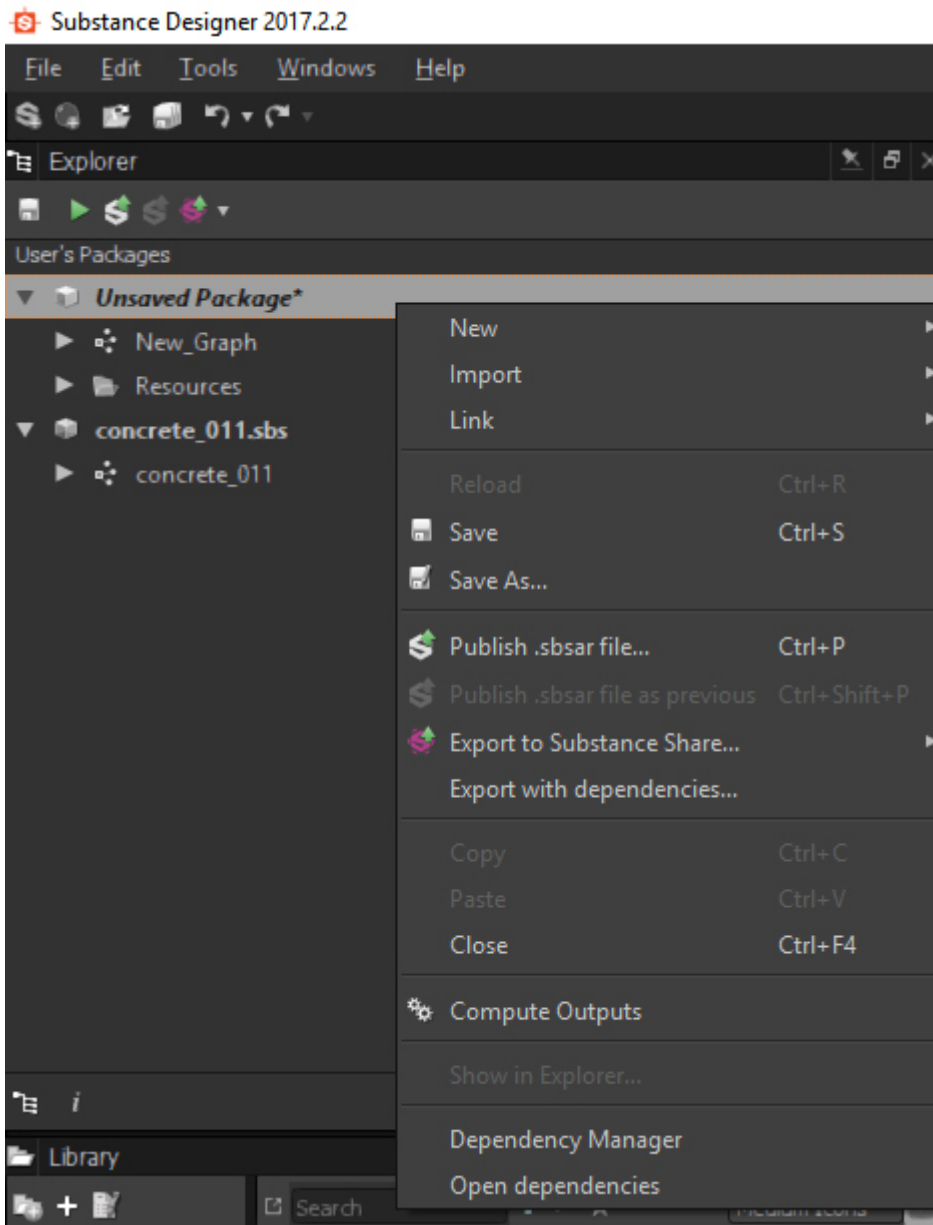 Substance Designer 2017.2.2
File Edit Tools Windows Help
Explorer
User's Packages
Unsaved Package*
New_Graph
Resources
concrete_011.sbs
concrete_011
New
Import
Link
Reload Ctrl+R
Save Ctrl+S
Save As...
Publish .sbsar file... Ctrl+P
Publish .sbsar file as previous Ctrl+Shift+P
Export to Substance Share...
Export with dependencies...
Copy Ctrl+C
Paste Ctrl+V
Close Ctrl+F4
Compute Outputs
Show in Explorer...
Dependency Manager
Open dependencies
i
Library
Search Medium Icons